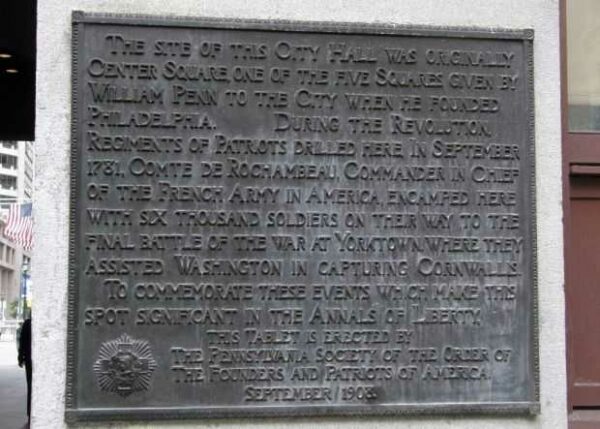 THE SITE OF THIS CITY HALL WAS ORIGINALLY
CENTER SQUARE, ONE OF THE FIVE SQUARES GIVEN BY
WILLIAM PENN TO THE CITY WHEN HE FOUNDED
PHILADELPHIA. DURING THE REVOLUTION,
REGIMENTS OF PATRIOTS DRILLED HERE. IN SEPTEMBER
1781, COMTE DE ROCHAMBEAU, COMMANDER IN CHIEF
OF THE FRENCH ARMY IN AMERICA, ENCAMPED HERE
WITH SIX THOUSAND SOLDIERS ON THEIR WAY TO THE
FINAL BATTLE OF THE WAR AT YORKTOWN, WHERE THEY
ASSISTED WASHINGTON IN CAPTURING CORNWALLIS.
TO COMMEMORATE THESE EVENTS WHICH MAKE THIS
SPOT SIGNIFICANT IN THE ANNALS OF LIBERTY,
THIS TABLET IS ERECTED BY
THE PENNSYLVANIA SOCIETY OF THE ORDER OF
THE FOUNDERS AND PATRIOTS OF AMERICA.
SEPTEMBER / 1908.